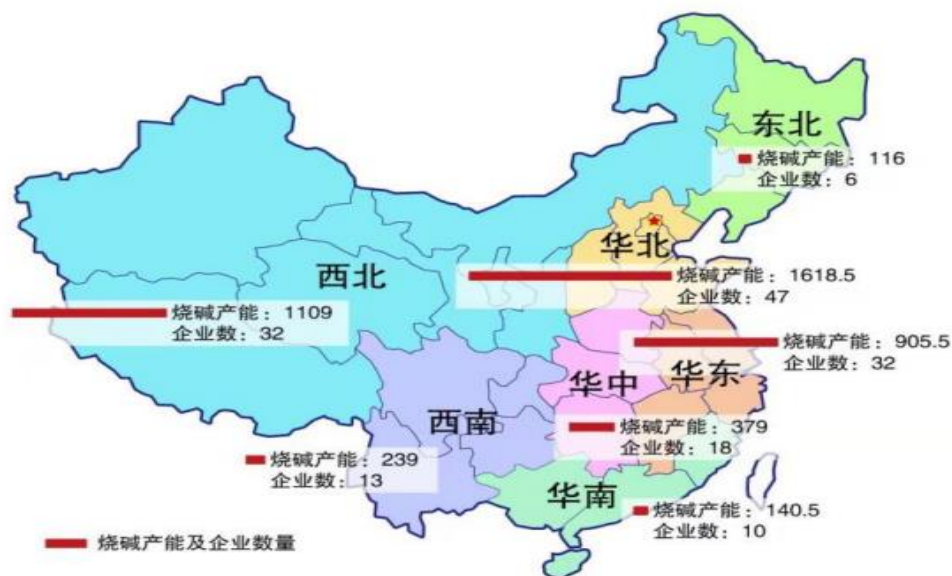 东北
烧碱产能：116
企业数：6
华北
烧碱产能：1618.5
企业数：47
西北
烧碱产能：1109
企业数：32
烧碱产能：905.5
企业数：32
华东
华中
西南
烧碱产能：379
企业数：18
烧碱产能：239
企业数：13
华南
烧碱产能：140.5
企业数：10
烧碱产能及企业数量